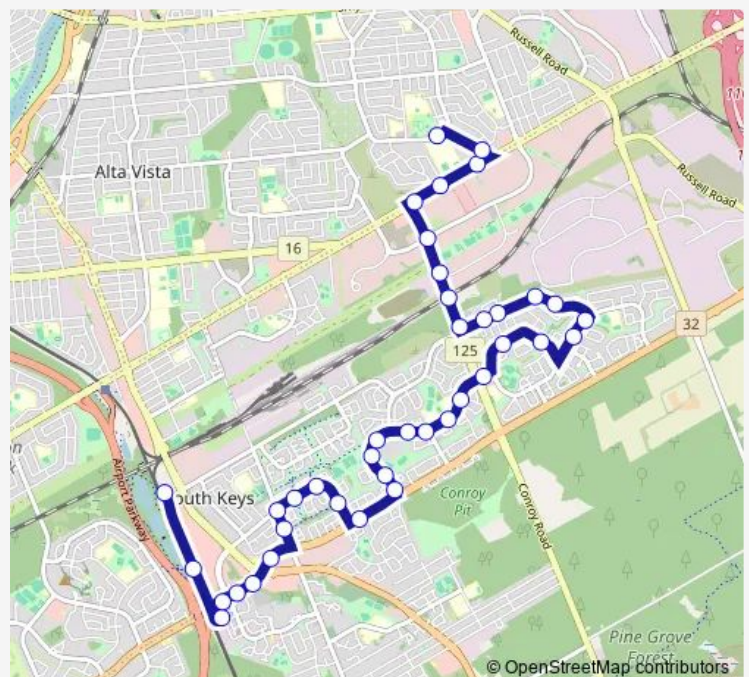 Russell Road
110
Russell Road
Alta Vista
16
32
125
outh Keys
Airport Parkway
Conroy
Pit
Conroy Road
Pine Grove
Forest
© OpenStreetMap contributors